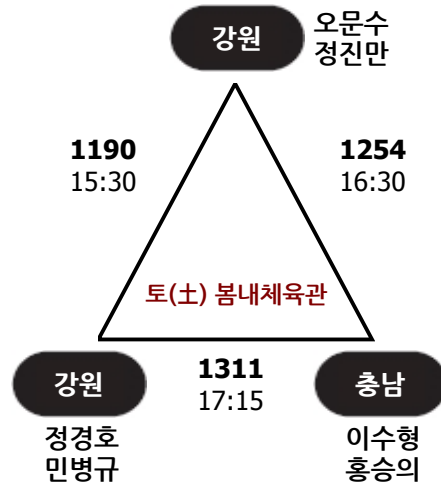 강원
오문수
정진만
1190
15:30
1254
16:30
토(土) 봄내체육관
강원
1311
17:15
충남
정경호
민병규
이수형
홍승의